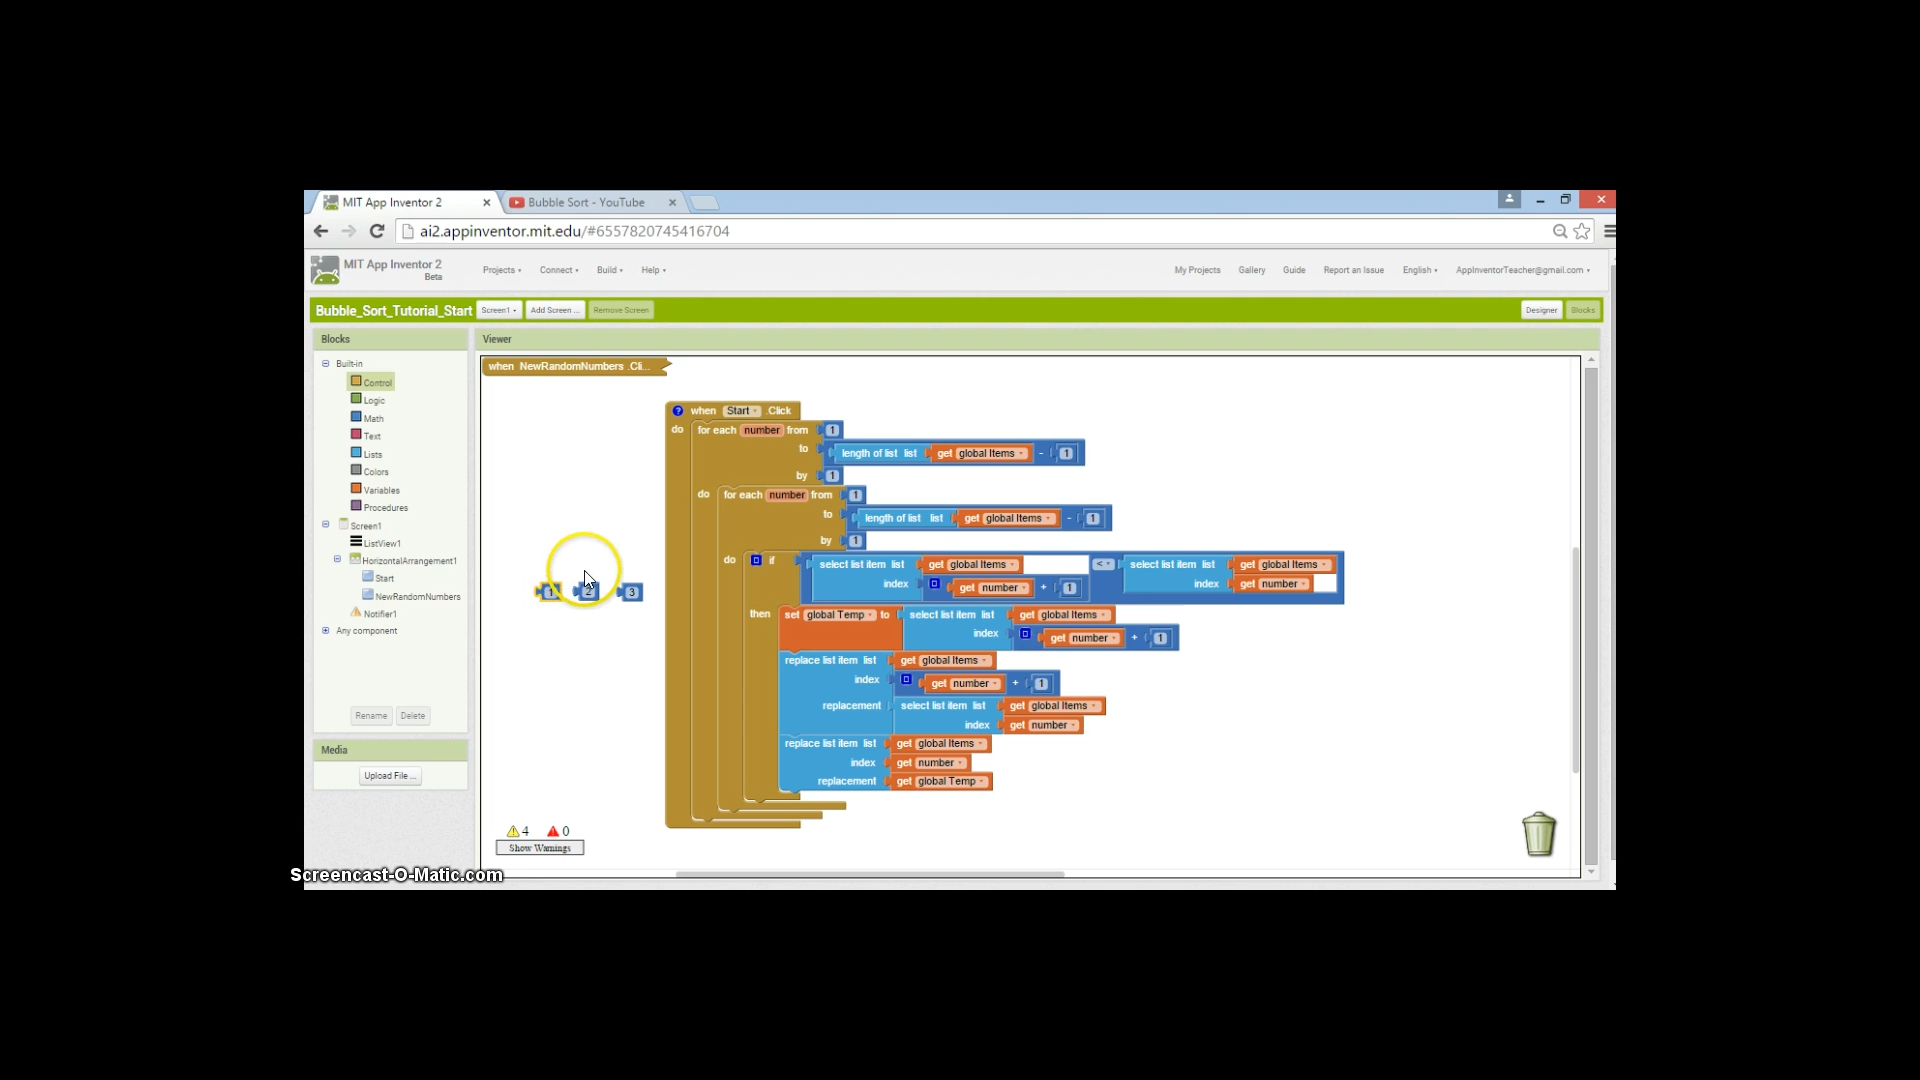 MIT App Inventor 2
Bubble Sort - YouTube
ai2.appinventor.mit.edu/#6557820745416704
MIT App Inventor 2
Beta
Projects Connect Build Help
My Projects Gallery Guide Report an Issue English AppInventorTeacher@gmail.com
Bubble_Sort_Tutorial_Start Screen1 Add Screen ... Remove Screen Designer Blocks
Blocks
Viewer
Built-in
Control
Logic
Math
Text
Lists
Colors
Variables
Procedures
Screen1
ListView1
HorizontalArrangement1
Start
NewRandomNumbers
Notifier1
Any component
Rename Delete
Media
Upload File ...
when NewRandomNumbers .Cli...
? when Start .Click
do for each number from 1
to length of list list get global Items - 1
by 1
do for each number from 1
to length of list list get global Items - 1
by 1
do if select list item list get global Items < select list item list get global Items
index get number + 1 index get number
then set global Temp to select list item list get global Items
index get number + 1
replace list item list get global Items
index get number + 1
replacement select list item list get global Items
index get number
replace list item list get global Items
index get number
replacement get global Temp
1 2 3
4 0
Show Warnings
Screencast-O-Matic.com